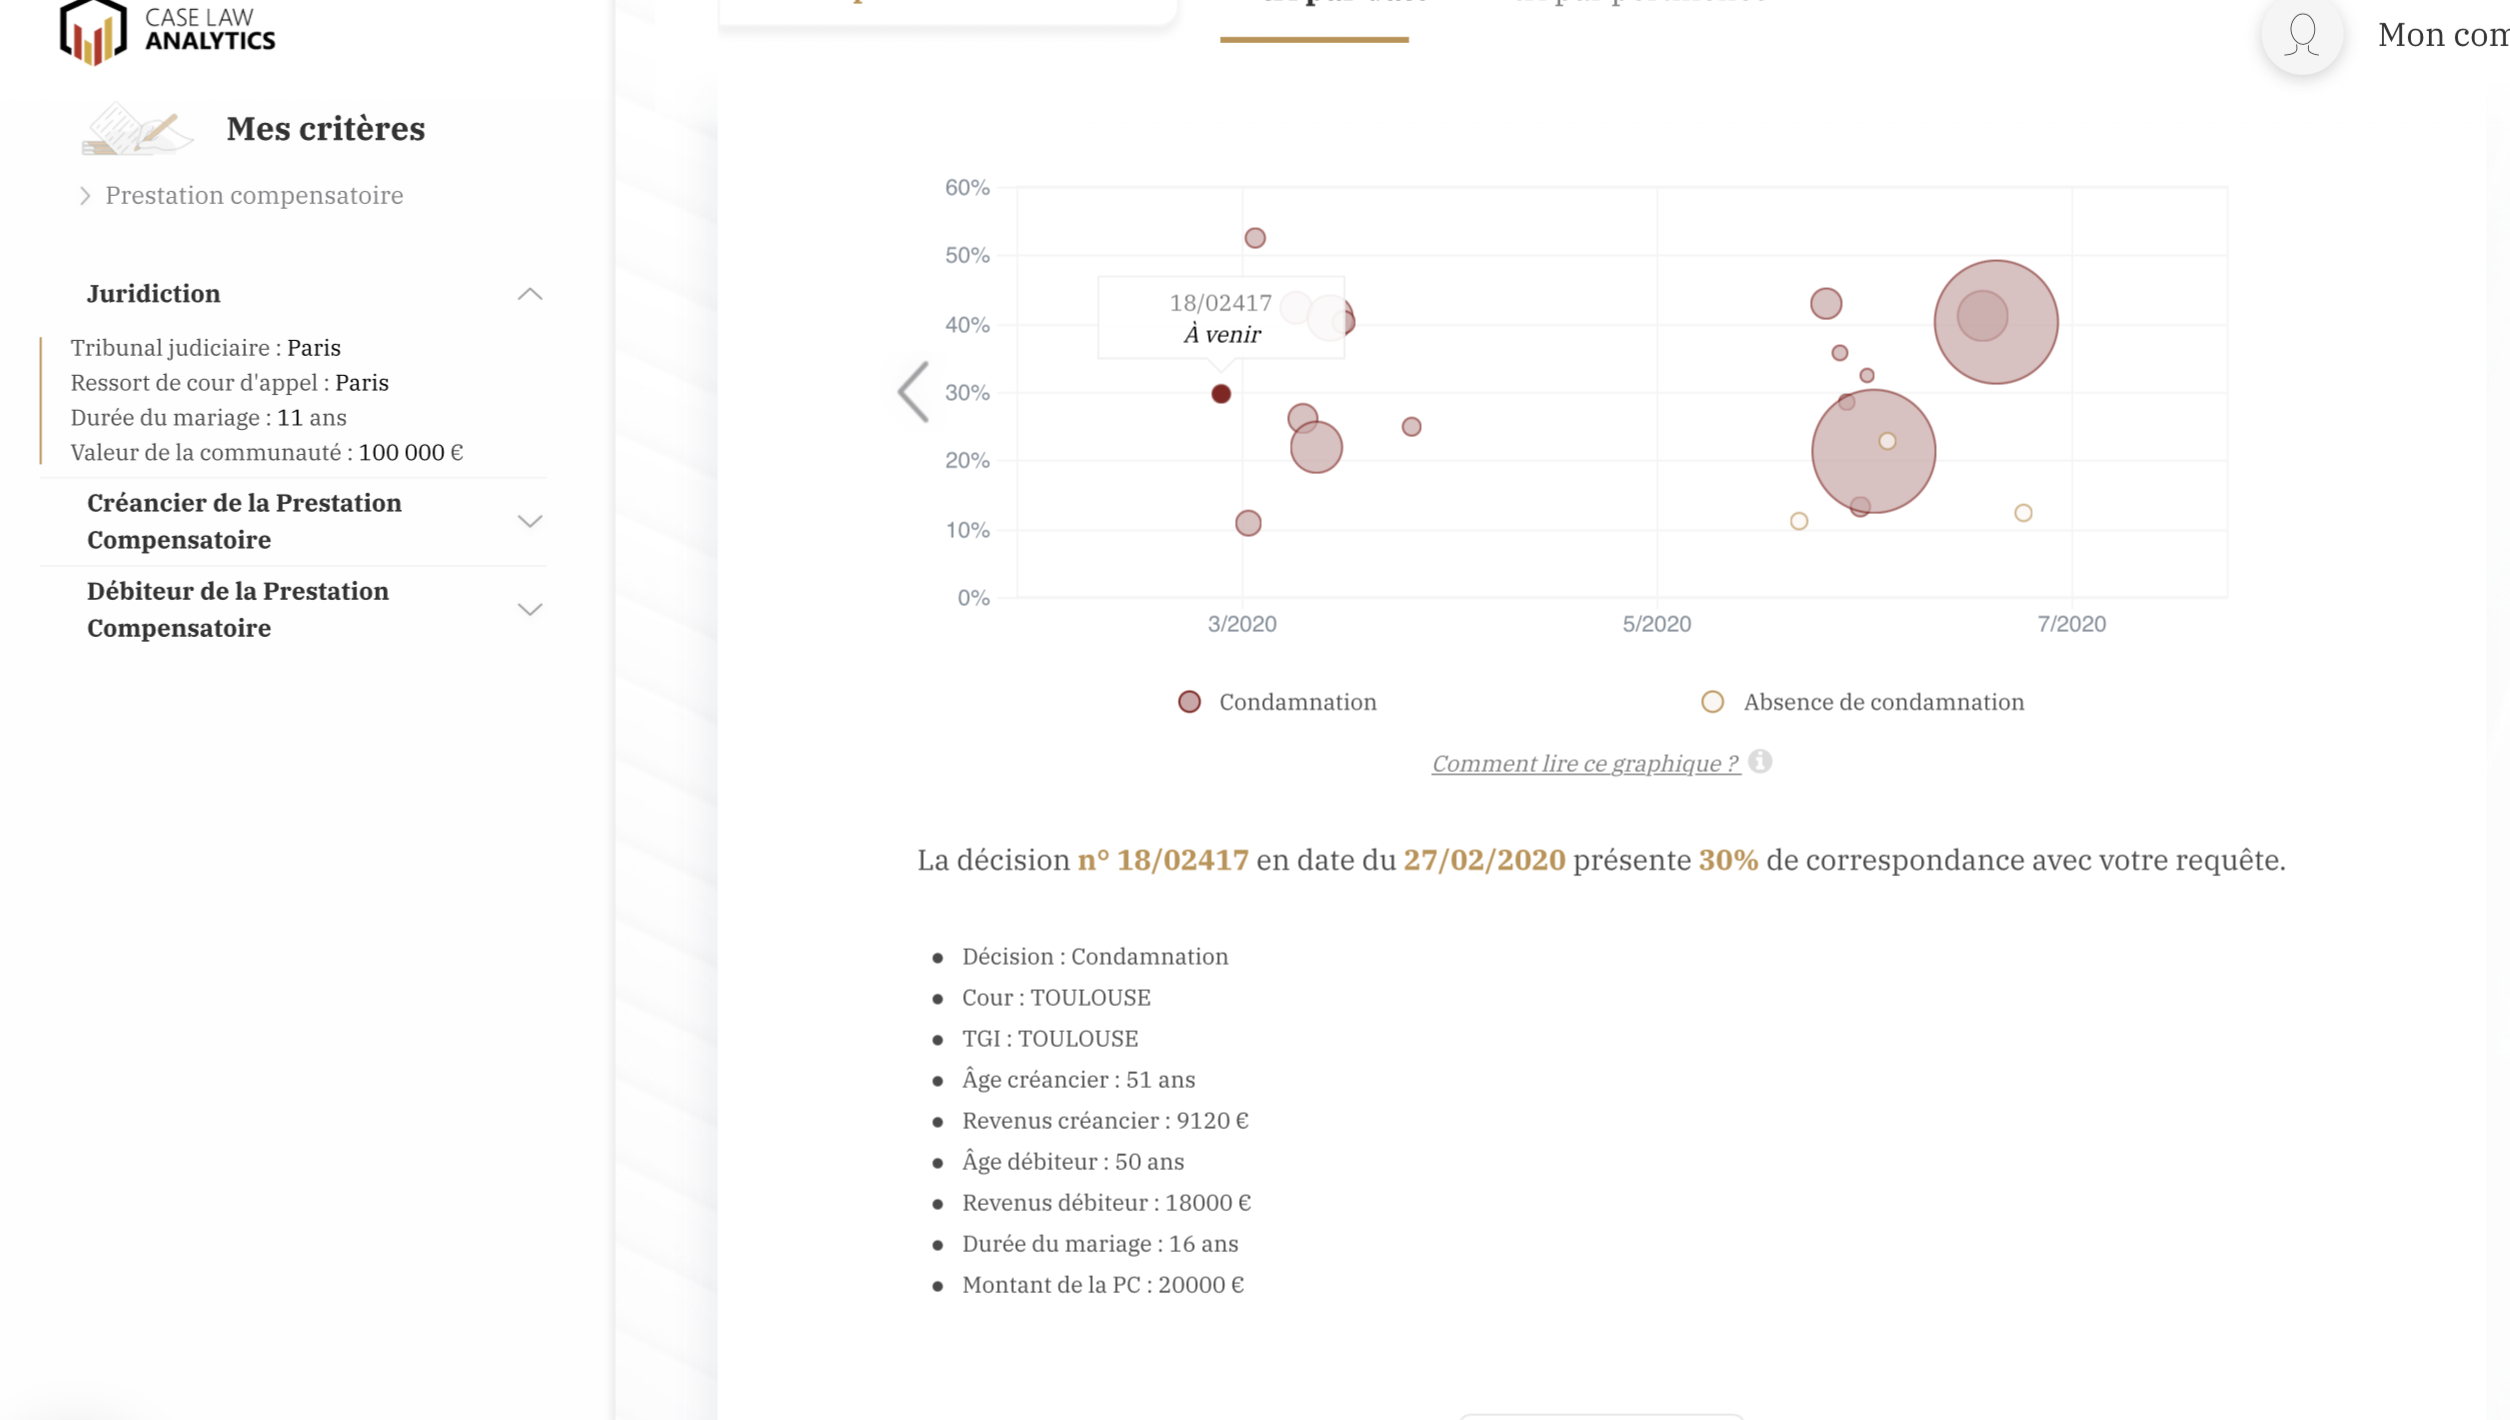 CASE LAW
ANALYTICS
Mon
Mes critères
Prestation compensatoire
Juridiction
Tribunal judiciaire : Paris
Ressort de cour d'appel : Paris
Durée du mariage : 11 ans
Valeur de la communauté : 100 000 €
Créancier de la Prestation
Compensatoire
Débiteur de la Prestation
Compensatoire
60%
50%
40%
30%
20%
10%
0%
18/02417
À venir
3/2020
5/2020
7/2020
Condamnation
Absence de condamnation
Comment lire ce graphique ?
La décision n° 18/02417 en date du 27/02/2020 présente 30% de correspondance avec votre requête.
Décision : Condamnation
Cour : TOULOUSE
TGI : TOULOUSE
Âge créancier : 51 ans
Revenus créancier : 9120 €
Âge débiteur : 50 ans
Revenus débiteur : 18000 €
Durée du mariage : 16 ans
Montant de la PC : 20000 €